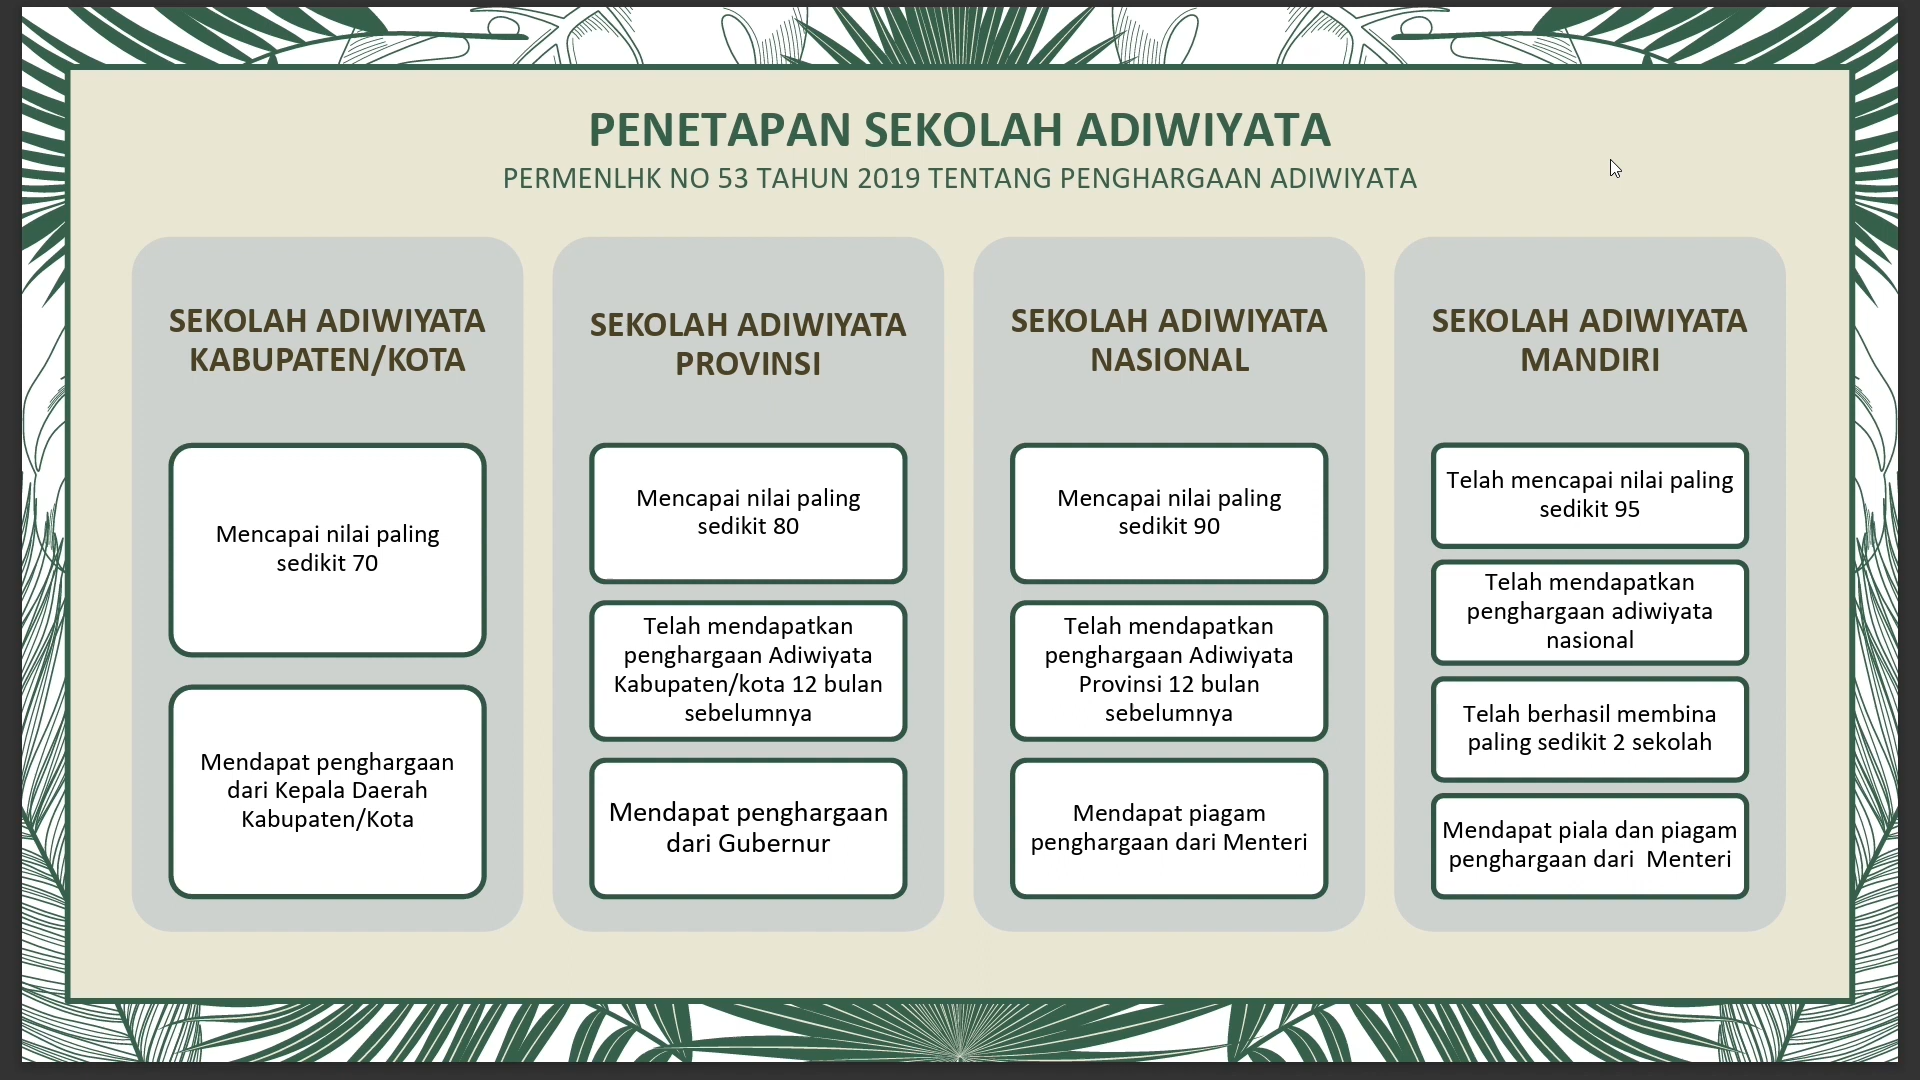 PENETAPAN SEKOLAH ADIWIYATA
PERMENLHK NO 53 TAHUN 2019 TENTANG PENGHARGAAN ADIWIYATA
SEKOLAH ADIWIYATA
KABUPATEN/KOTA
Mencapai nilai paling
sedikit 70
Mendapat penghargaan
dari Kepala Daerah
Kabupaten/Kota
SEKOLAH ADIWIYATA
PROVINSI
Mencapai nilai paling
sedikit 80
Telah mendapatkan
penghargaan Adiwiyata
Kabupaten/kota 12 bulan
sebelumnya
Mendapat penghargaan
dari Gubernur
SEKOLAH ADIWIYATA
NASIONAL
Mencapai nilai paling
sedikit 90
Telah mendapatkan
penghargaan Adiwiyata
Provinsi 12 bulan
sebelumnya
Mendapat piagam
penghargaan dari Menteri
SEKOLAH ADIWIYATA
MANDIRI
Telah mencapai nilai paling
sedikit 95
Telah mendapatkan
penghargaan adiwiyata
nasional
Telah berhasil membina
paling sedikit 2 sekolah
Mendapat piala dan piagam
penghargaan dari  Menteri